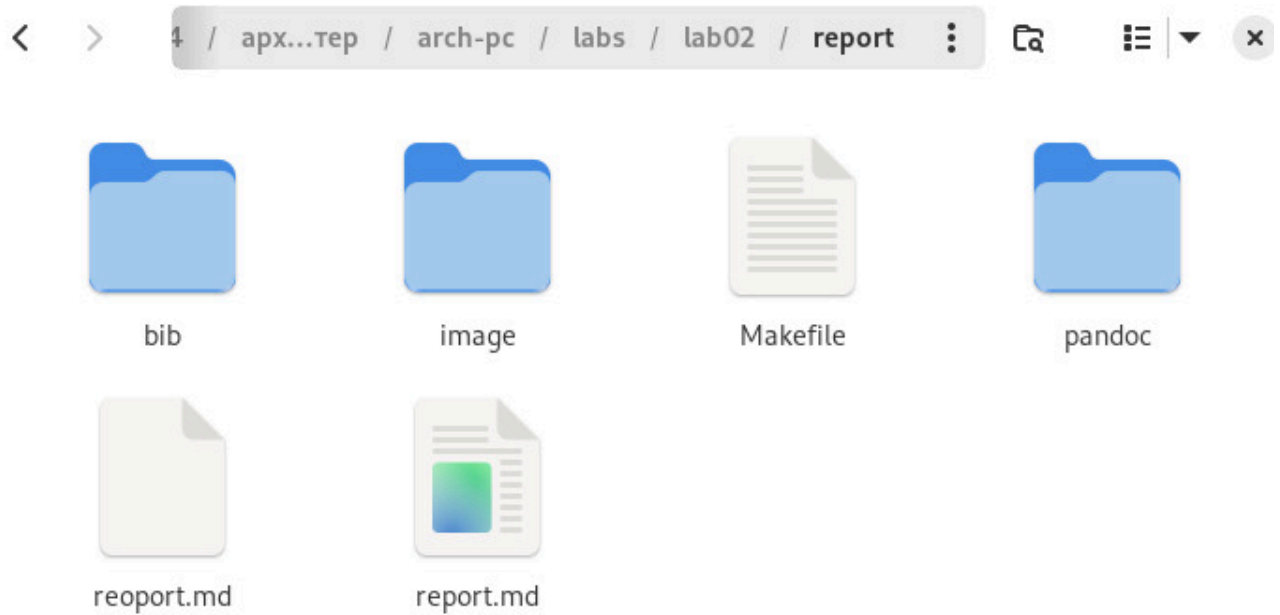 4 / арх…тер / arch-pc / labs / lab02 / report
bib image Makefile pandoc
reoport.md report.md